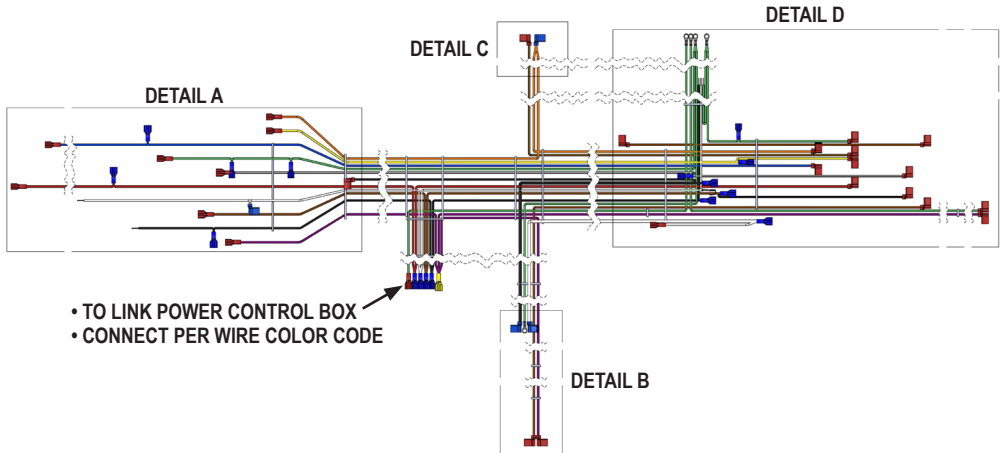 DETAIL D
DETAIL C
DETAIL A
• TO LINK POWER CONTROL BOX
• CONNECT PER WIRE COLOR CODE
DETAIL B